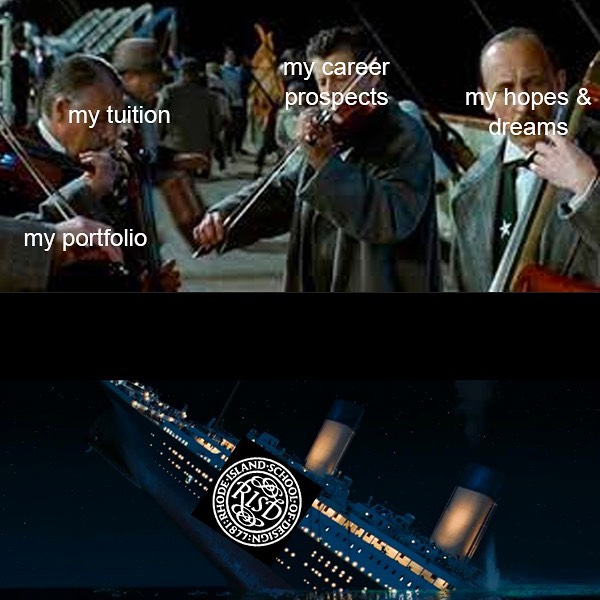 my career
prospects
my hopes &
dreams
my tuition
my portfolio
RHODE·ISLAND·SCHOOL·OF·DESIGN·1877·
RISD